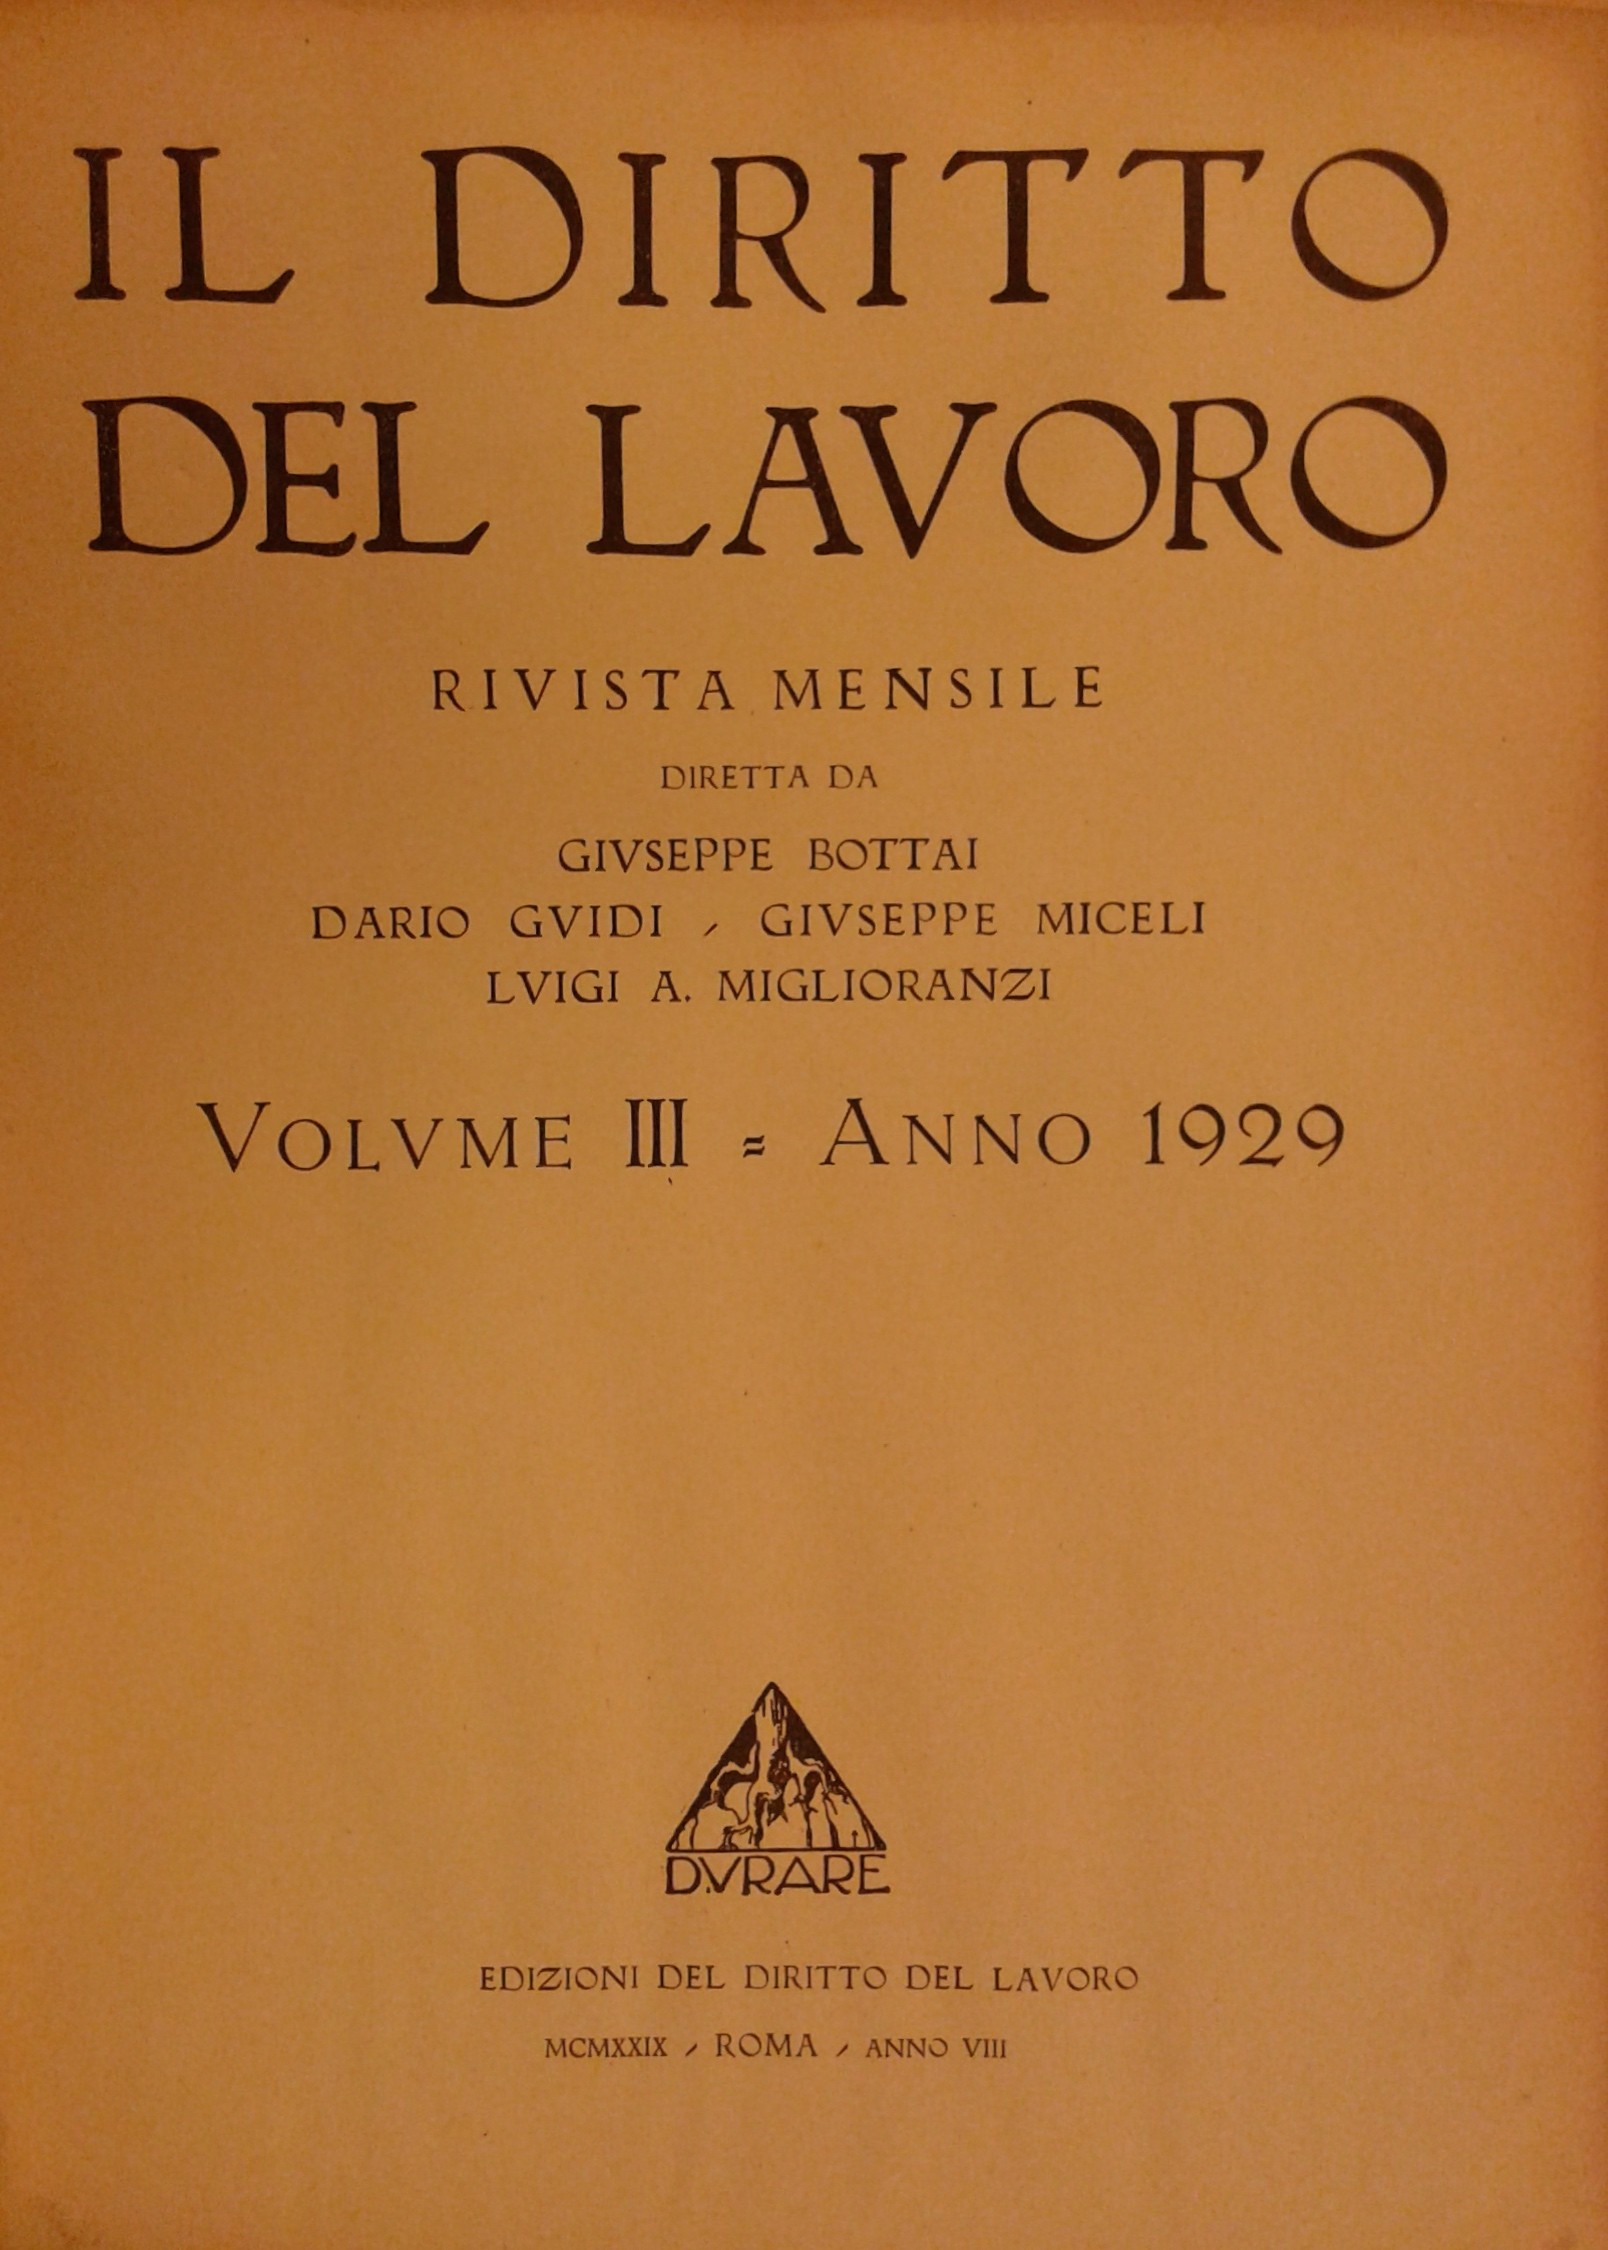 IL DIRITTO
DEL LAVORO
RIVISTA MENSILE
DIRETTA DA
GIVSEPPE BOTTAI
DARIO GVIDI / GIVSEPPE MICELI
LVIGI A. MIGLIORANZI
VOLVME III = ANNO 1929
DVRARE
EDIZIONI DEL DIRITTO DEL LAVORO
MCMXXIX / ROMA / ANNO VIII